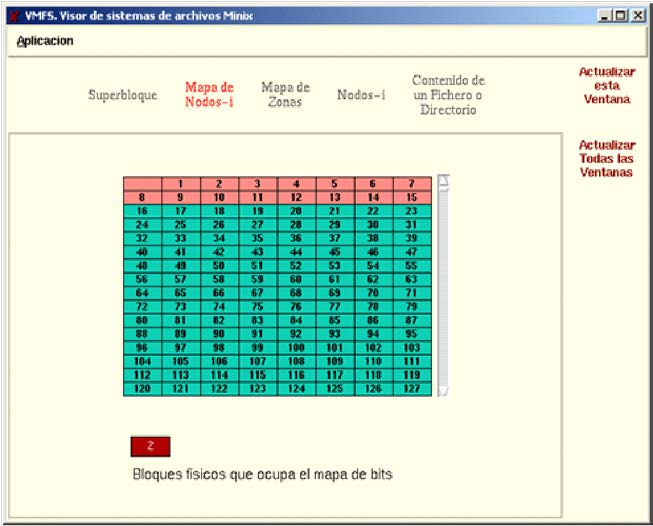 VMFS. Visor de sistemas de archivos Minix
Aplicacion
Superbloque
Mapa de
Nodos-i
Mapa de
Zonas
Nodos-i
Contenido de
un Fichero o
Directorio
Actualizar
esta
Ventana
Actualizar
Todas las
Ventanas
1 2 3 4 5 6 7
8 9 10 11 12 13 14 15
16 17 18 19 20 21 22 23
24 25 26 27 28 29 30 31
32 33 34 35 36 37 38 39
40 41 42 43 44 45 46 47
48 49 50 51 52 53 54 55
56 57 58 59 60 61 62 63
64 65 66 67 68 69 70 71
72 73 74 75 76 77 78 79
80 81 82 83 84 85 86 87
88 89 90 91 92 93 94 95
96 97 98 99 100 101 102 103
104 105 106 107 108 109 110 111
112 113 114 115 116 117 118 119
120 121 122 123 124 125 126 127
2
Bloques fisicos que ocupa el mapa de bits